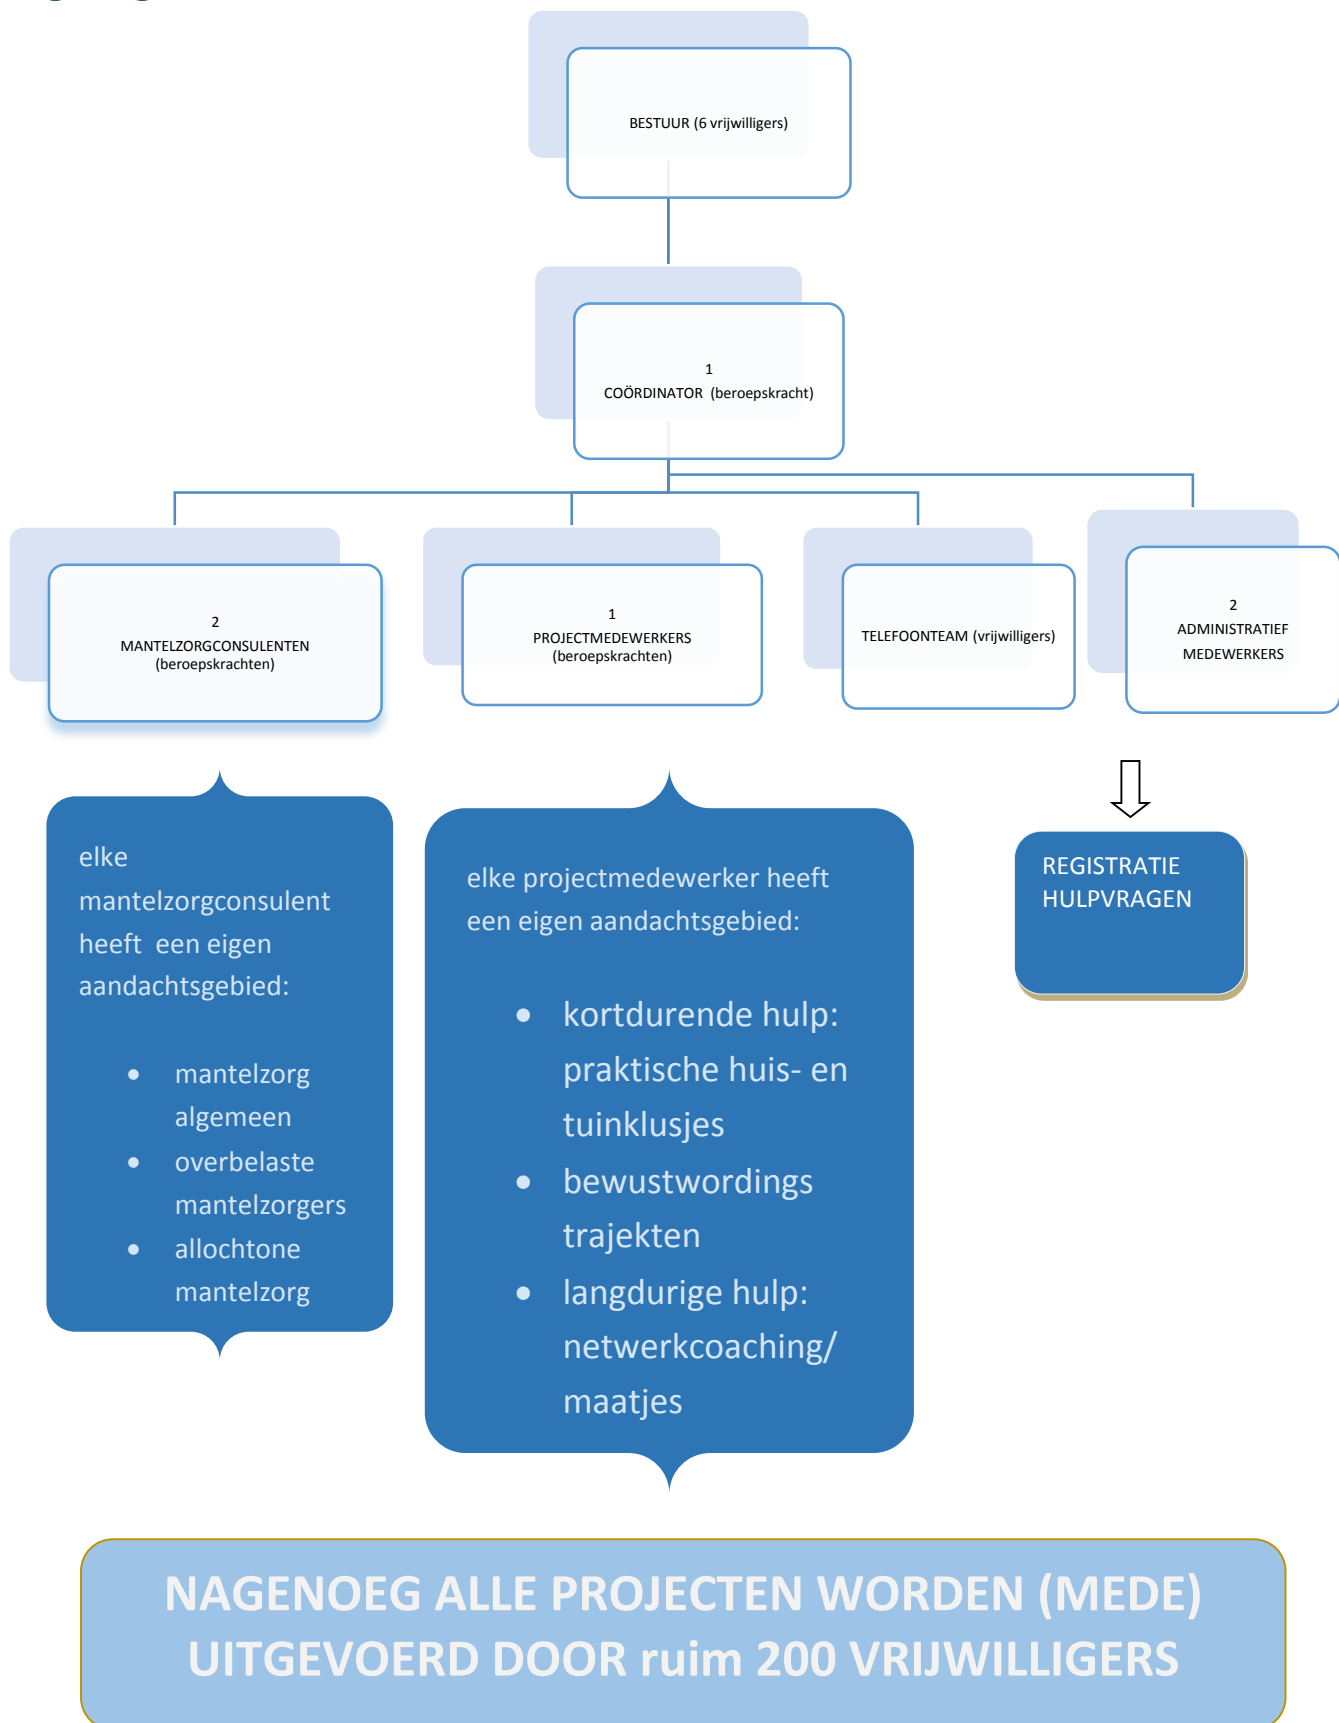 BESTUUR (6 vrijwilligers)
1
COÖRDINATOR (beroepskracht)
2
MANTELZORGCONSULENTEN
(beroepskrachten)
1
PROJECTMEDEWERKERS
(beroepskrachten)
TELEFOONTEAM (vrijwilligers)
2
ADMINISTRATIEF
MEDEWERKERS
elke
mantelzorgconsulent
heeft een eigen
aandachtsgebied:
• mantelzorg
algemeen
• overbelaste
mantelzorgers
• allochtone
mantelzorg
elke projectmedewerker heeft
een eigen aandachtsgebied:
• kortdurende hulp:
praktische huis- en
tuinklusjes
• bewustwordings
trajekten
• langdurige hulp:
netwerkcoaching/
maatjes
REGISTRATIE
HULPVRAGEN
NAGENOEG ALLE PROJECTEN WORDEN (MEDE)
UITGEVOERD DOOR ruim 200 VRIJWILLIGERS